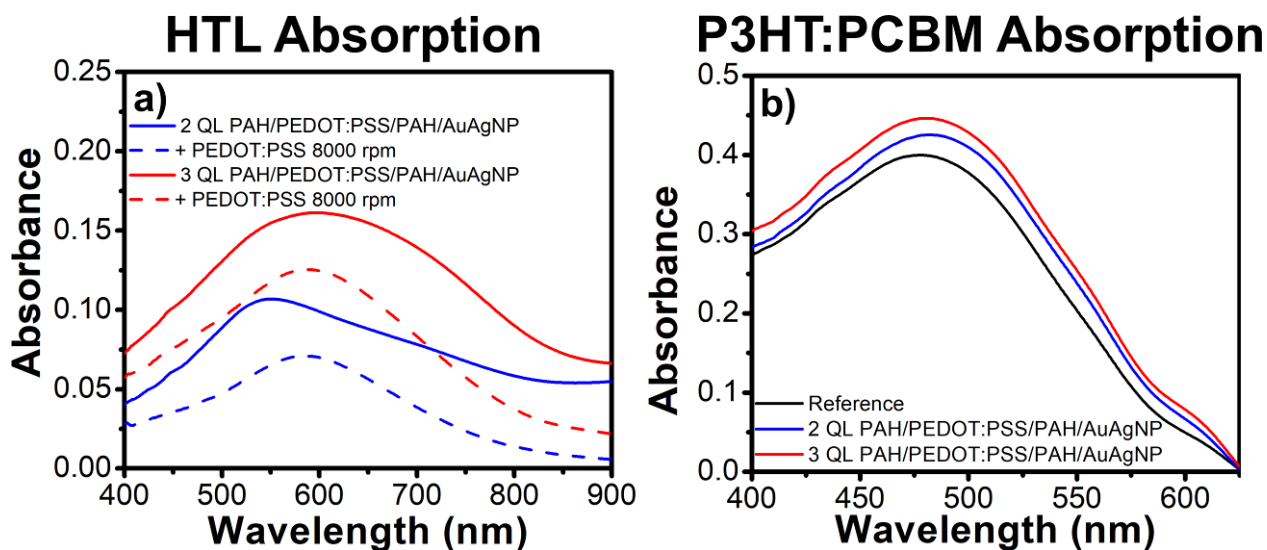 HTL Absorption
a)
2 QL PAH/PEDOT:PSS/PAH/AuAgNP
+ PEDOT:PSS 8000 rpm
3 QL PAH/PEDOT:PSS/PAH/AuAgNP
+ PEDOT:PSS 8000 rpm
Absorbance
0.25
0.20
0.15
0.10
0.05
0.00
400 500 600 700 800 900
Wavelength (nm)
P3HT:PCBM Absorption
b)
Absorbance
0.5
0.4
0.3
0.2
0.1
0.0
Reference
2 QL PAH/PEDOT:PSS/PAH/AuAgNP
3 QL PAH/PEDOT:PSS/PAH/AuAgNP
400 450 500 550 600
Wavelength (nm)